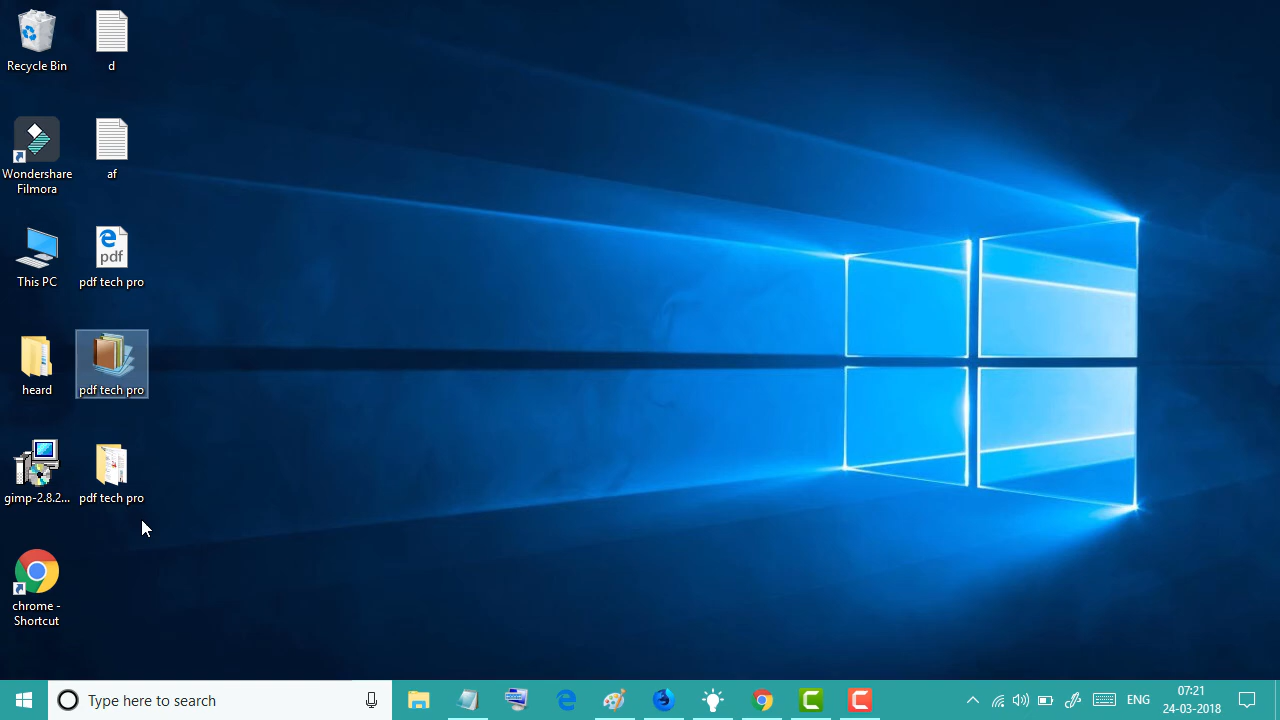 Recycle Bin
d
Wondershare
Filmora
af
This PC
pdf
pdf tech pro
heard
pdf tech pro
gimp-2.8.2...
pdf tech pro
chrome -
Shortcut
Type here to search
ENG
07:21
24-03-2018